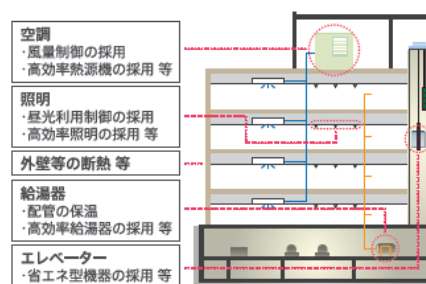 空調
・風量制御の採用
・高効率熱源機の採用 等
照明
・昼光利用制御の採用
・高効率照明の採用 等
外壁等の断熱 等
給湯器
・配管の保温
・高効率給湯器の採用 等
エレベーター
・省エネ型機器の採用 等